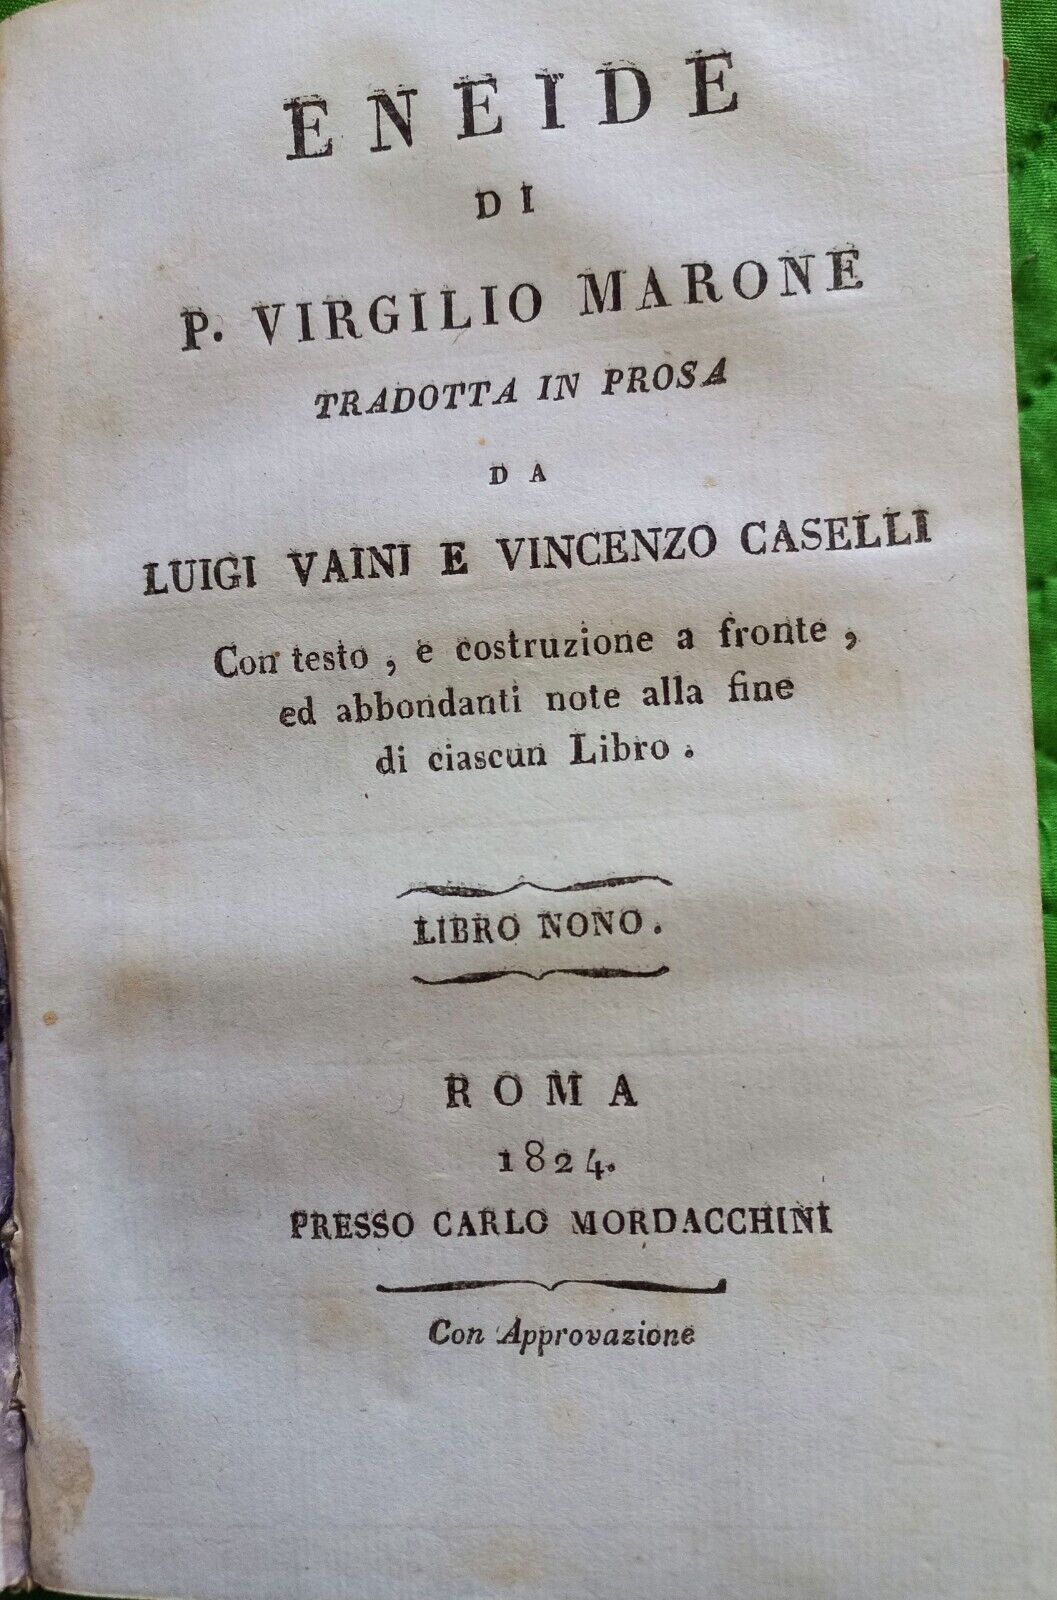 ENEIDE
DI
P. VIRGILIO MARONE
TRADOTTA IN PROSA
DA
LUIGI VAINI E VINCENZO CASELLI
Con testo, e costruzione a fronte,
ed abbondanti note alla fine
di ciascun Libro.
LIBRO NONO.
ROMA
1824.
PRESSO CARLO MORDACCHINI
Con Approvazione